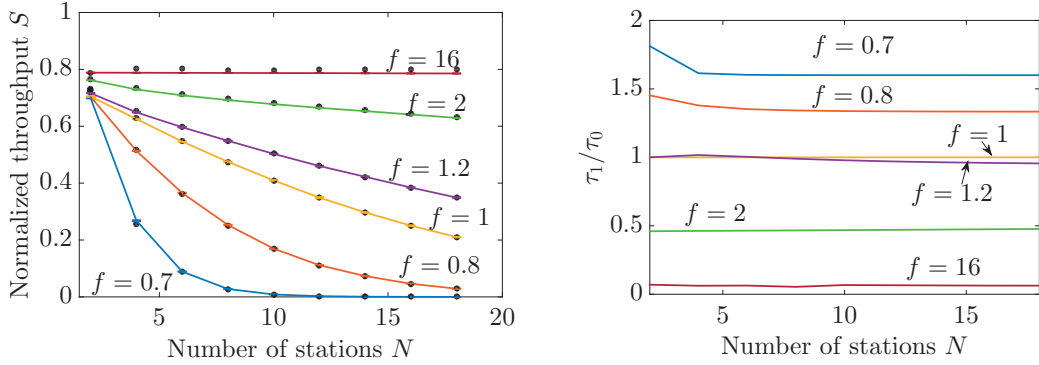 Normalized throughput S
1
0.8
0.6
0.4
0.2
0
f = 16
f = 2
f = 1.2
f = 1
f = 0.8
f = 0.7
5
10
15
20
Number of stations N
τ₁/τ₀
2
1.5
1
0.5
0
f = 0.7
f = 0.8
f = 1
f = 1.2
f = 2
f = 16
5
10
15
Number of stations N